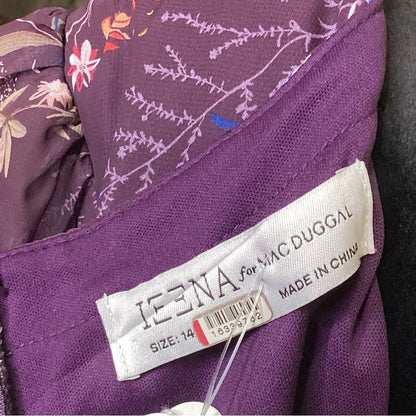 IEENA for MAC DUGGAL
SIZE: 14
MADE IN CHINA